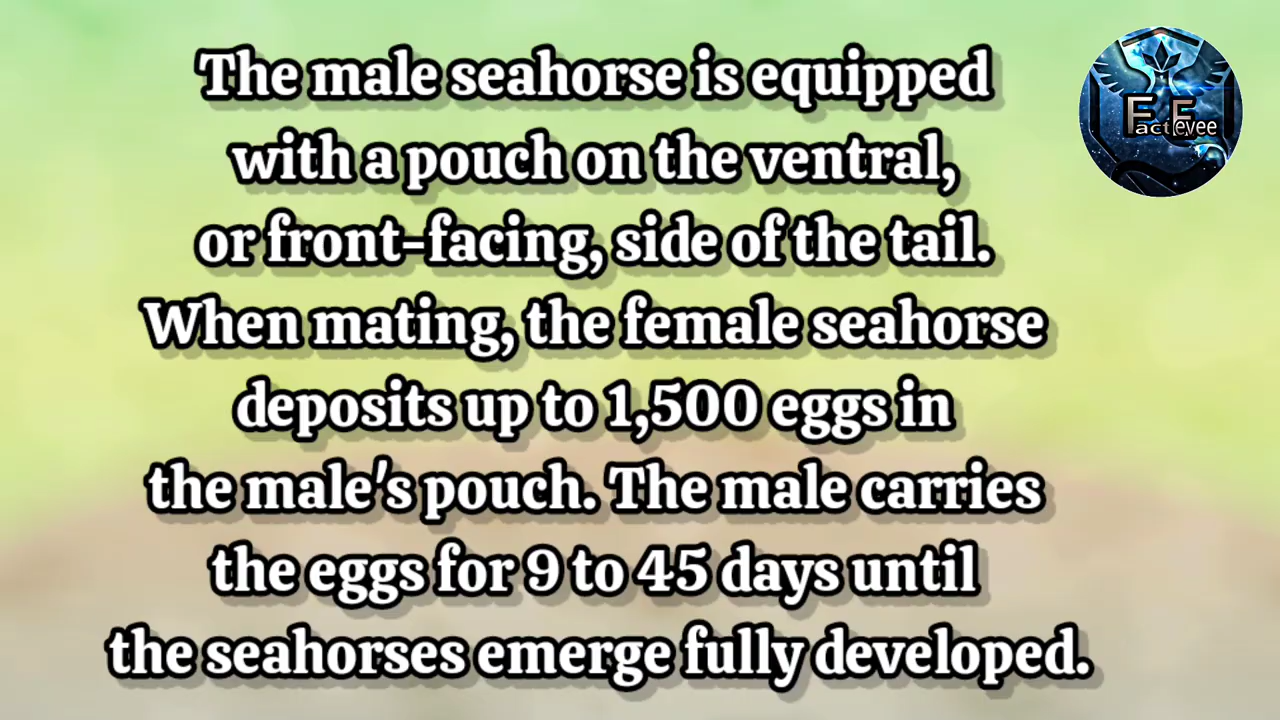 The male seahorse is equipped
with a pouch on the ventral,
or front-facing, side of the tail.
When mating, the female seahorse
deposits up to 1,500 eggs in
the male's pouch. The male carries
the eggs for 9 to 45 days until
the seahorses emerge fully developed.
Fact Eevee